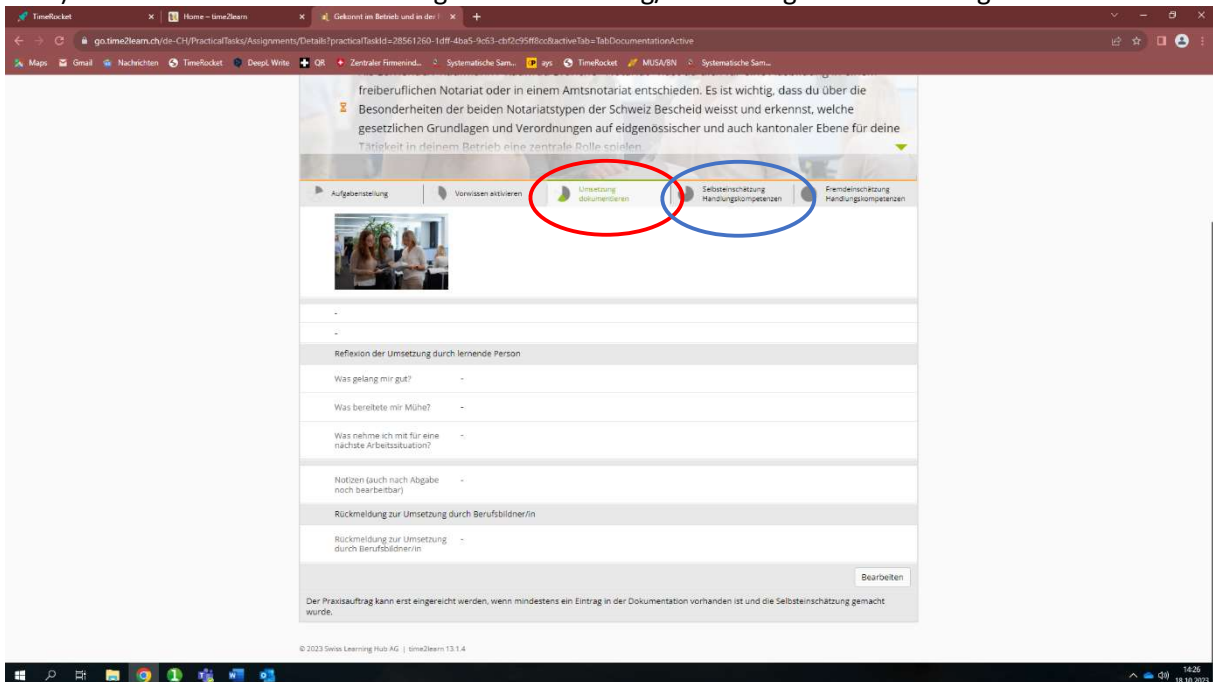 TimeRocket
Home – time2learn
Gekonnt im Betrieb und in der
go.time2learn.ch/de-CH/PracticalTasks/Assignments/Details?practicalTaskId=28561260-1dff-4ba5-9c63-cbf2c95ff8cc&activeTab=TabDocumentationActive
Maps Gmail Nachrichten TimeRocket DeepL Write QR Zentraler Firmenind... Systematische Sam... ays TimeRocket MUSA/BN Systematische Sam...
freiberuflichen Notariat oder in einem Amtsnotariat entschieden. Es ist wichtig, dass du über die
Besonderheiten der beiden Notariatstypen der Schweiz Bescheid weisst und erkennst, welche
gesetzlichen Grundlagen und Verordnungen auf eidgenössischer und auch kantonaler Ebene für deine
Tätigkeit in deinem Betrieb eine zentrale Rolle spielen.
Aufgabenstellung
Vorwissen aktivieren
Umsetzung
dokumentieren
Selbsteinschätzung
Handlungskompetenzen
Fremdeinschätzung
Handlungskompetenzen
-
-
Reflexion der Umsetzung durch lernende Person
Was gelang mir gut? -
Was bereitete mir Mühe? -
Was nehme ich mit für eine -
nächste Arbeitssituation?
Notizen (auch nach Abgabe -
noch bearbeitbar)
Rückmeldung zur Umsetzung durch Berufsbildner/in
Rückmeldung zur Umsetzung -
durch Berufsbildner/in
Bearbeiten
Der Praxisauftrag kann erst eingereicht werden, wenn mindestens ein Eintrag in der Dokumentation vorhanden ist und die Selbsteinschätzung gemacht
wurde.
© 2023 Swiss Learning Hub AG | time2learn 13.1.4
14:26
18.10.2023